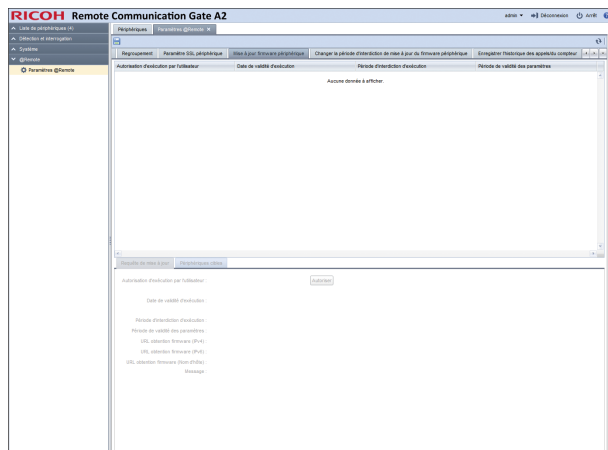 RICOH Remote Communication Gate A2
admin Déconnexion Arrêt
Liste de périphériques (4)
Détection et interrogation
Système
@Remote
Paramètres @Remote
Périphériques Paramètres @Remote
Regroupement Paramètre SSL périphérique Mise à jour firmware périphérique Changer la période d'interdiction de mise à jour du firmware périphérique Enregistrer l'historique des appels/du compteur
Autorisation d'exécution par l'utilisateur Date de validité d'exécution Période d'interdiction d'exécution Période de validité des paramètres
Aucune donnée à afficher.
Requête de mise à jour Périphériques cibles
Autorisation d'exécution par l'utilisateur : Autoriser
Date de validité d'exécution :
Période d'interdiction d'exécution :
Période de validité des paramètres :
URL obtention firmware (IPv4) :
URL obtention firmware (IPv6) :
URL obtention firmware (Nom d'hôte) :
Message :